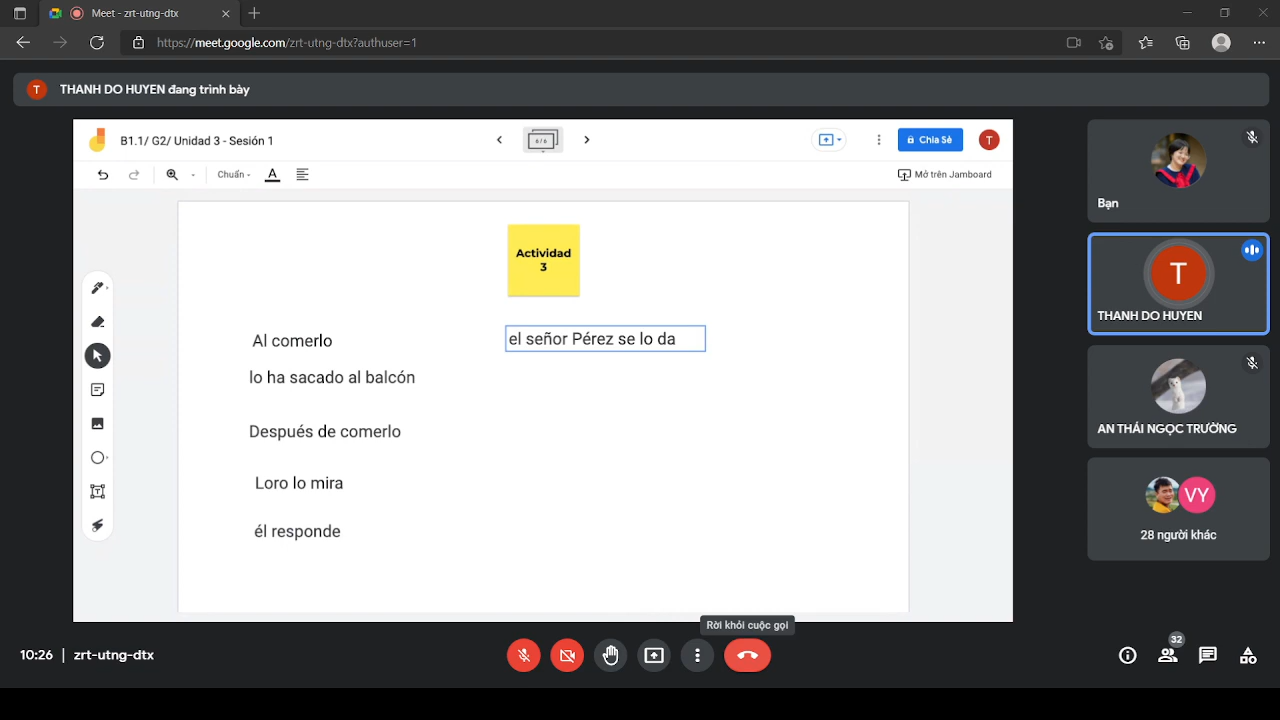 Meet - zrt-utng-dtx
https://meet.google.com/zrt-utng-dtx?authuser=1
T THANH DO HUYEN đang trình bày
B1.1/ G2/ Unidad 3 - Sesión 1
6/6
Chia Sẻ
T
Chuẩn
A
Mở trên Jamboard
Actividad
3
Al comerlo
el señor Pérez se lo da
lo ha sacado al balcón
Después de comerlo
Loro lo mira
él responde
Bạn
T
THANH DO HUYEN
AN THÁI NGỌC TRƯỜNG
VY
28 người khác
Rời khỏi cuộc gọi
10:26 | zrt-utng-dtx
32